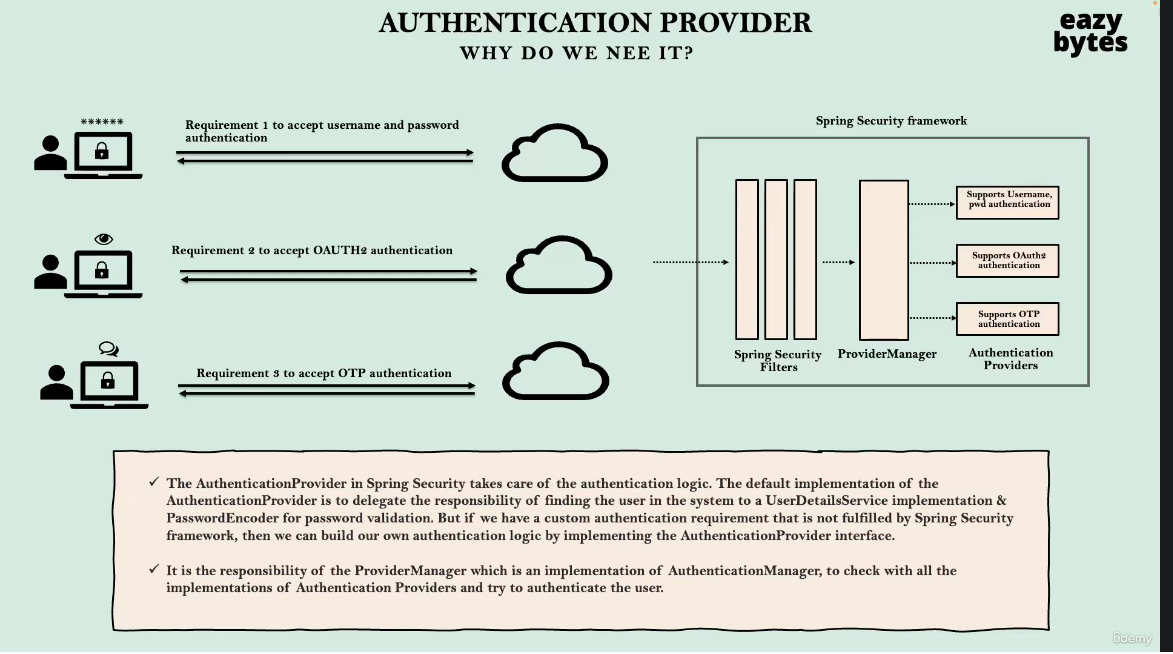 AUTHENTICATION PROVIDER
WHY DO WE NEE IT?
eazy
bytes
******
Requirement 1 to accept username and password
authentication
Requirement 2 to accept OAUTH2 authentication
Requirement 3 to accept OTP authentication
Spring Security framework
Supports Username,
pwd authentication
Supports OAuth2
authentication
Supports OTP
authentication
Spring Security
Filters
ProviderManager
Authentication
Providers
✓ The AuthenticationProvider in Spring Security takes care of the authentication logic. The default implementation of the
AuthenticationProvider is to delegate the responsibility of finding the user in the system to a UserDetailsService implementation &
PasswordEncoder for password validation. But if we have a custom authentication requirement that is not fulfilled by Spring Security
framework, then we can build our own authentication logic by implementing the AuthenticationProvider interface.
✓ It is the responsibility of the ProviderManager which is an implementation of AuthenticationManager, to check with all the
implementations of Authentication Providers and try to authenticate the user.
ûdemy